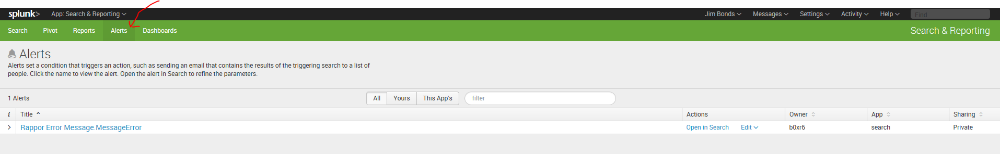 splunk> App: Search & Reporting Jim Bonds Messages Settings Activity Help Find
Search Pivot Reports Alerts Dashboards Search & Reporting
Alerts
Alerts set a condition that triggers an action, such as sending an email that contains the results of the triggering search to a list of
people. Click the name to view the alert. Open the alert in Search to refine the parameters.
1 Alerts All Yours This App's filter
i Title Actions Owner App Sharing
Rappor Error Message.MessageError Open in Search Edit b0xr6 search Private